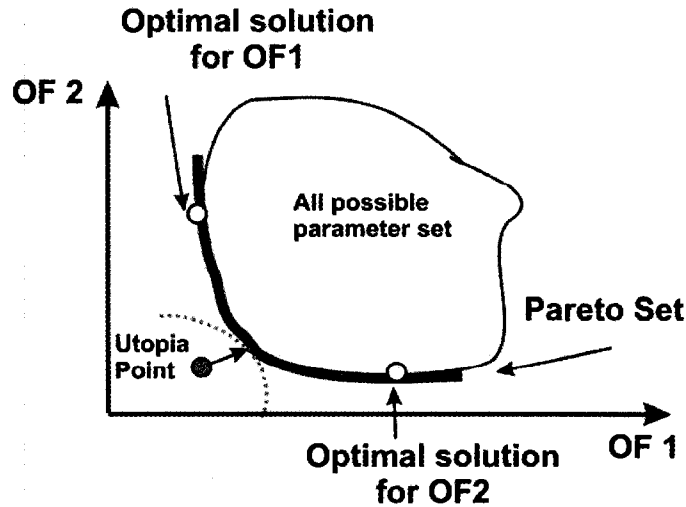 Optimal solution
for OF1
OF 2
All possible
parameter set
Pareto Set
Utopia
Point
OF 1
Optimal solution
for OF2